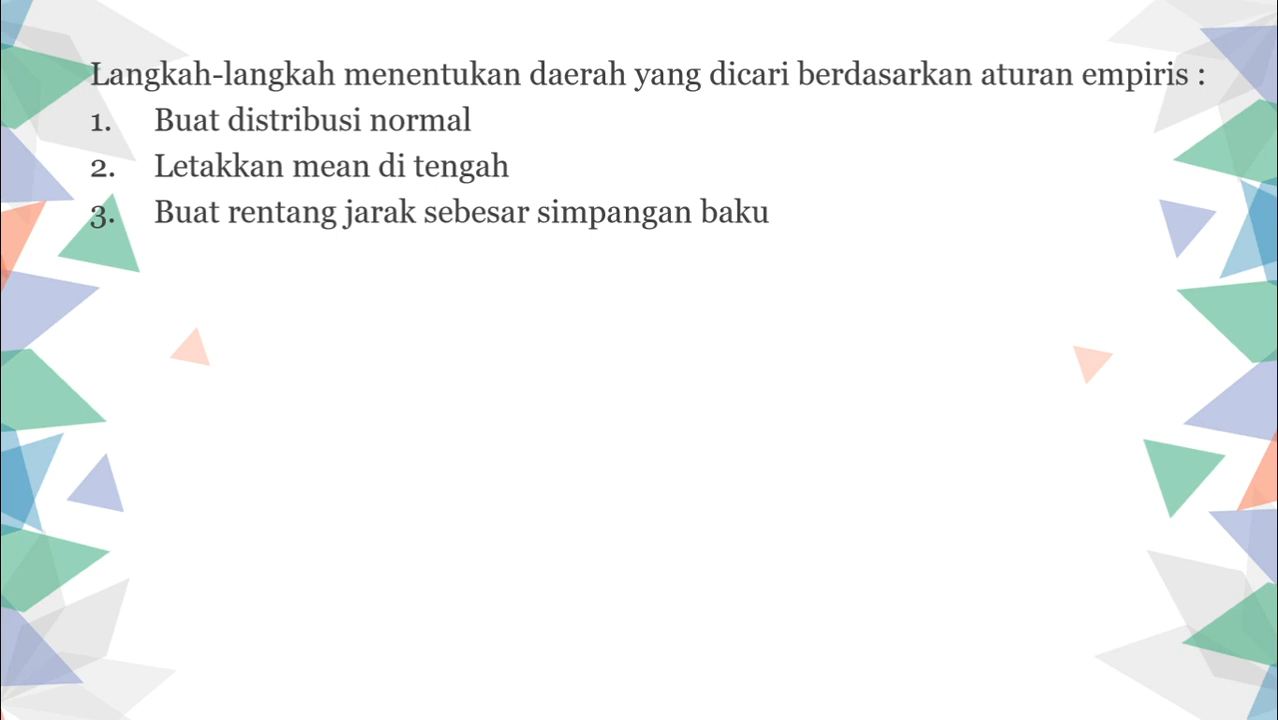 Langkah-langkah menentukan daerah yang dicari berdasarkan aturan empiris :
1. Buat distribusi normal
2. Letakkan mean di tengah
3. Buat rentang jarak sebesar simpangan baku